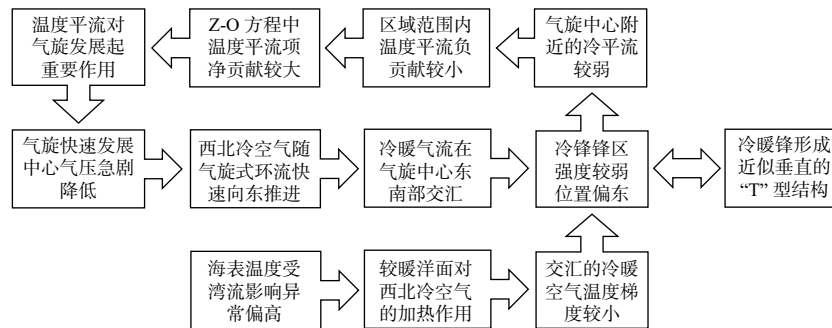 温度平流对
气旋发展起
重要作用
Z-O 方程中
温度平流项
净贡献较大
区域范围内
温度平流负
贡献较小
气旋中心附
近的冷平流
较弱
气旋快速发展
中心气压急剧
降低
西北冷空气随
气旋式环流快
速向东推进
冷暖气流在
气旋中心东
南部交汇
冷锋锋区
强度较弱
位置偏东
冷暖锋形成
近似垂直的
“T” 型结构
海表温度受
湾流影响异
常偏高
较暖洋面对
西北冷空气
的加热作用
交汇的冷暖
空气温度梯
度较小